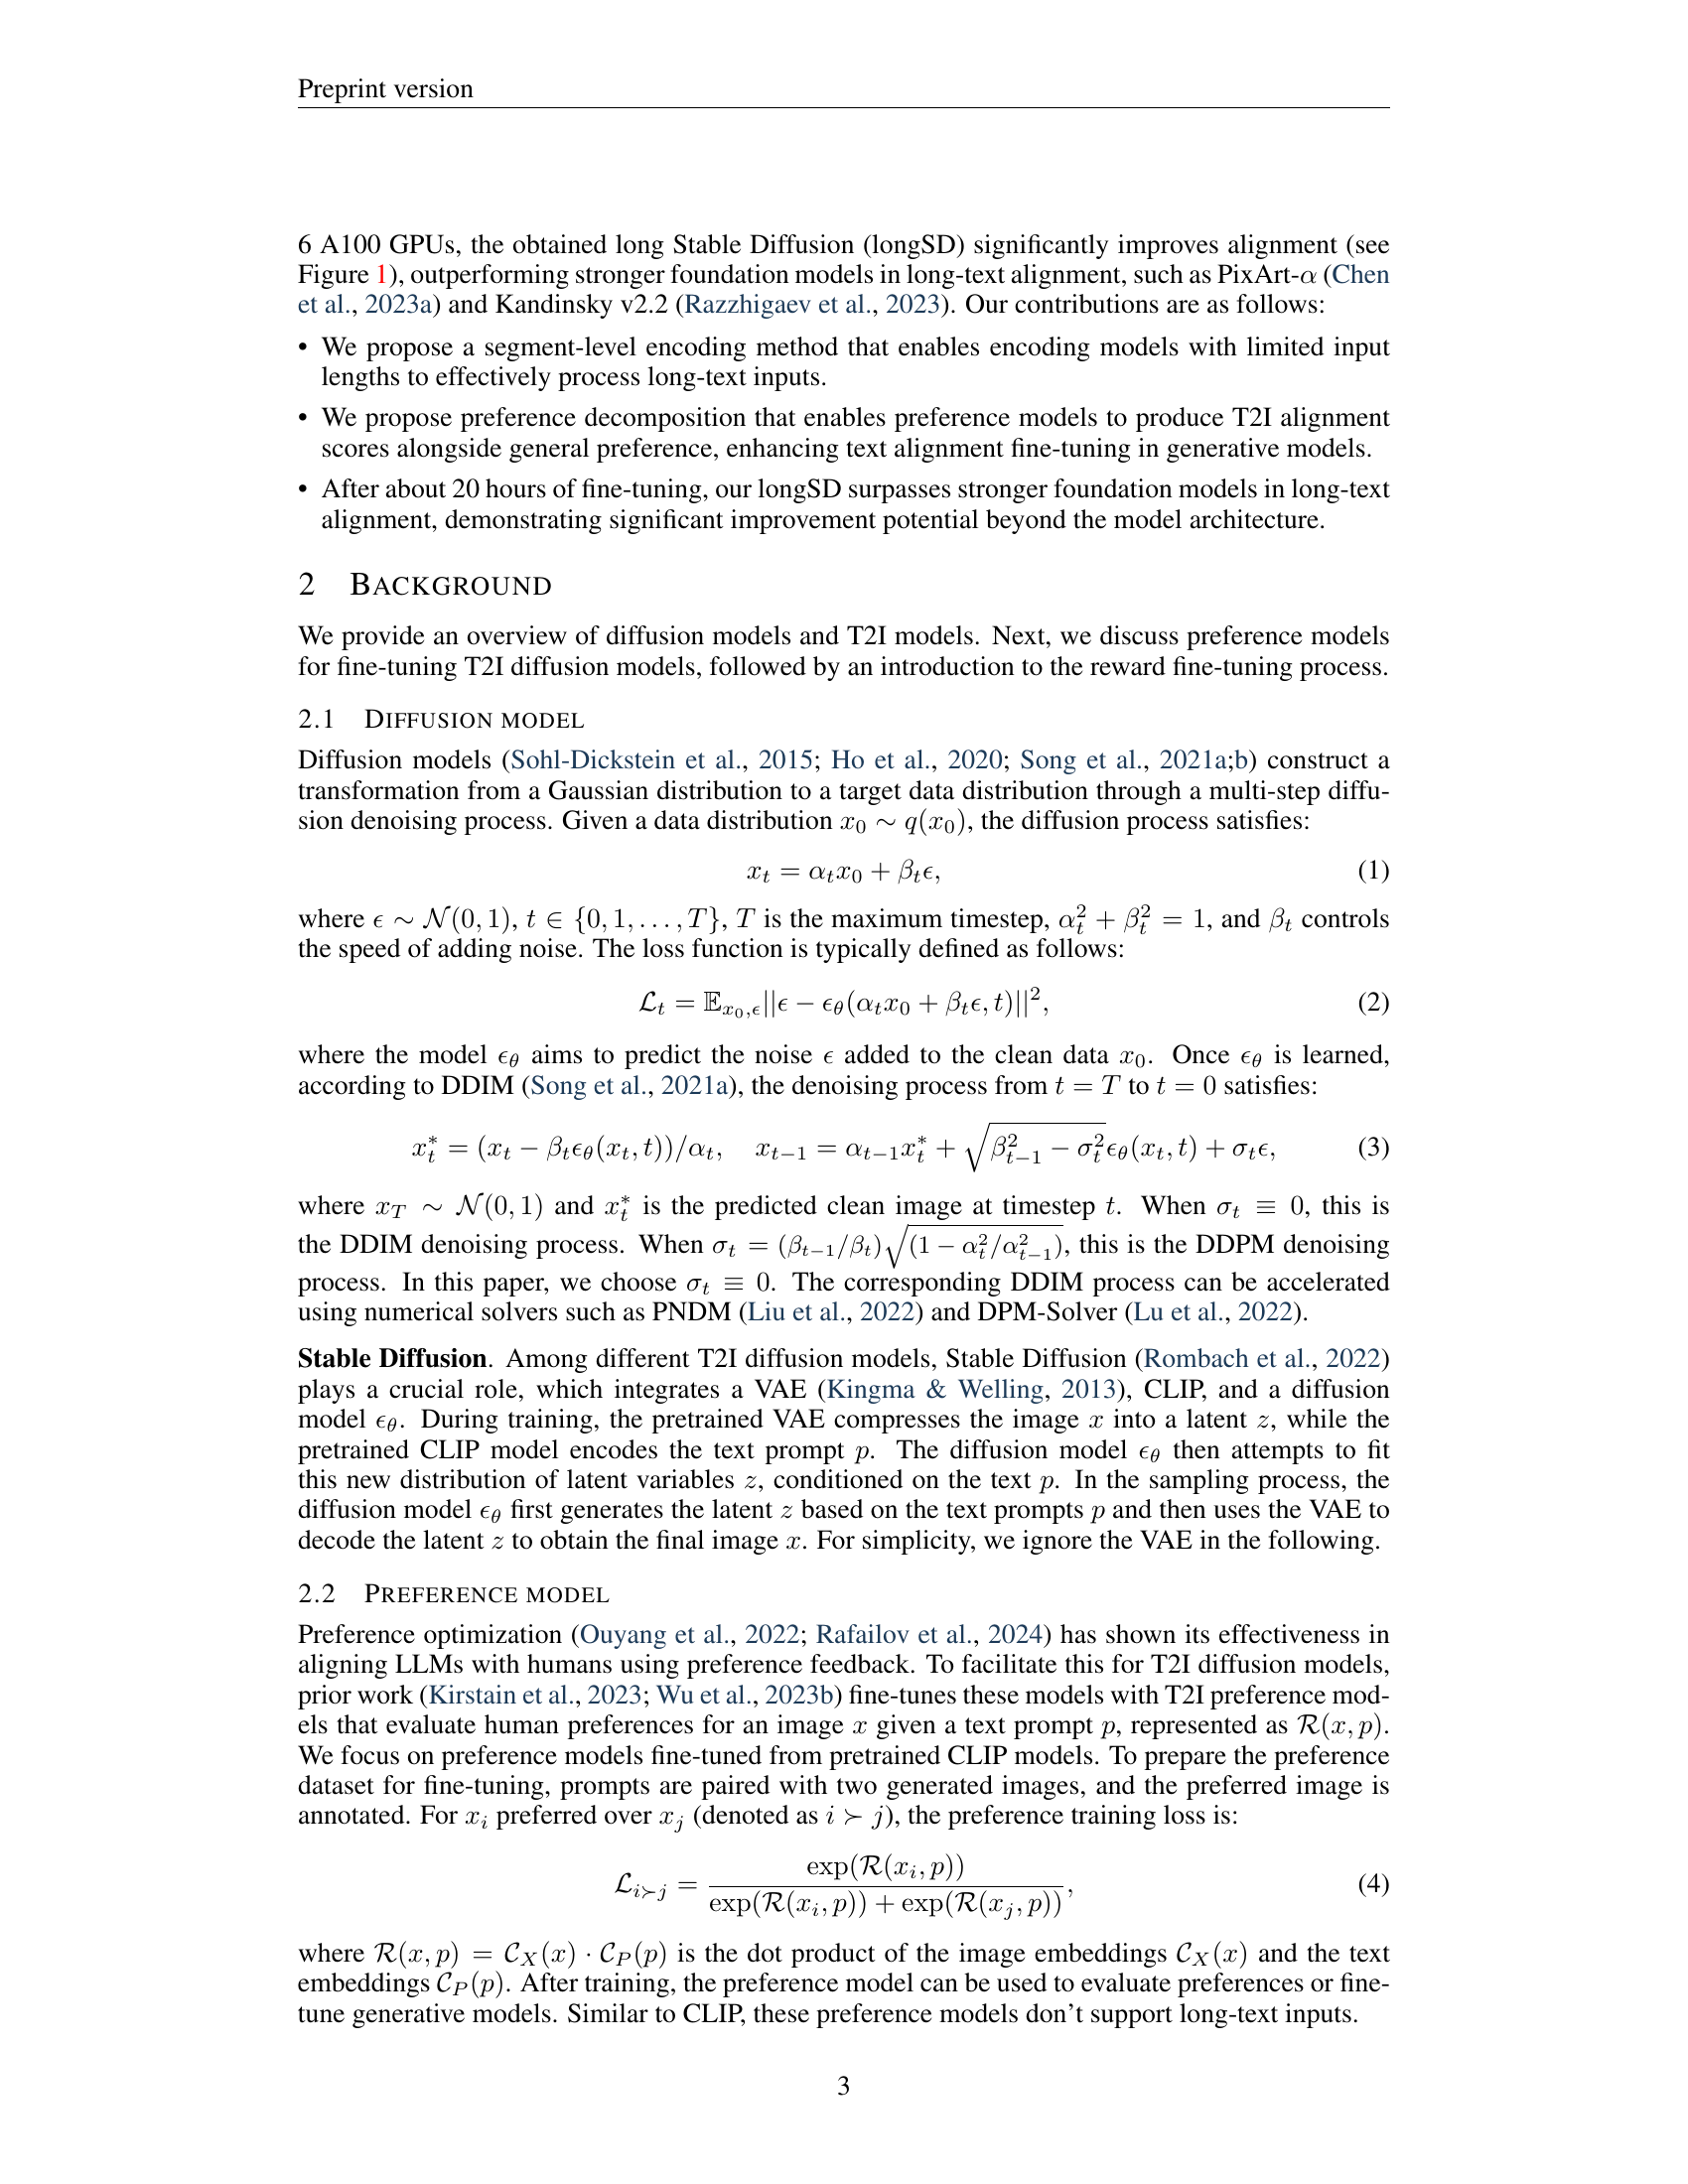 Preprint version
6 A100 GPUs, the obtained long Stable Diffusion (longSD) significantly improves alignment (see
Figure 1), outperforming stronger foundation models in long-text alignment, such as PixArt-α (Chen
et al., 2023a) and Kandinsky v2.2 (Razzhigaev et al., 2023). Our contributions are as follows:
• We propose a segment-level encoding method that enables encoding models with limited input
lengths to effectively process long-text inputs.
• We propose preference decomposition that enables preference models to produce T2I alignment
scores alongside general preference, enhancing text alignment fine-tuning in generative models.
• After about 20 hours of fine-tuning, our longSD surpasses stronger foundation models in long-text
alignment, demonstrating significant improvement potential beyond the model architecture.
2 BACKGROUND
We provide an overview of diffusion models and T2I models. Next, we discuss preference models
for fine-tuning T2I diffusion models, followed by an introduction to the reward fine-tuning process.
2.1 DIFFUSION MODEL
Diffusion models (Sohl-Dickstein et al., 2015; Ho et al., 2020; Song et al., 2021a;b) construct a
transformation from a Gaussian distribution to a target data distribution through a multi-step diffu-
sion denoising process. Given a data distribution $x_0 \sim q(x_0)$, the diffusion process satisfies:
$x_t = \alpha_t x_0 + \beta_t \epsilon,$ (1)
where $\epsilon \sim \mathcal{N}(0, 1)$, $t \in \{0, 1, \ldots, T\}$, $T$ is the maximum timestep, $\alpha_t^2 + \beta_t^2 = 1$, and $\beta_t$ controls
the speed of adding noise. The loss function is typically defined as follows:
$\mathcal{L}_t = \mathbb{E}_{x_0,\epsilon} ||\epsilon - \epsilon_\theta(\alpha_t x_0 + \beta_t \epsilon, t)||^2,$ (2)
where the model $\epsilon_\theta$ aims to predict the noise $\epsilon$ added to the clean data $x_0$. Once $\epsilon_\theta$ is learned,
according to DDIM (Song et al., 2021a), the denoising process from $t = T$ to $t = 0$ satisfies:
$x_t^* = (x_t - \beta_t \epsilon_\theta(x_t, t))/\alpha_t, \quad x_{t-1} = \alpha_{t-1} x_t^* + \sqrt{\beta_{t-1}^2 - \sigma_t^2} \epsilon_\theta(x_t, t) + \sigma_t \epsilon,$ (3)
where $x_T \sim \mathcal{N}(0, 1)$ and $x_t^*$ is the predicted clean image at timestep $t$. When $\sigma_t \equiv 0$, this is
the DDIM denoising process. When $\sigma_t = (\beta_{t-1}/\beta_t)\sqrt{(1 - \alpha_t^2/\alpha_{t-1}^2)}$, this is the DDPM denoising
process. In this paper, we choose $\sigma_t \equiv 0$. The corresponding DDIM process can be accelerated
using numerical solvers such as PNDM (Liu et al., 2022) and DPM-Solver (Lu et al., 2022).
Stable Diffusion. Among different T2I diffusion models, Stable Diffusion (Rombach et al., 2022)
plays a crucial role, which integrates a VAE (Kingma & Welling, 2013), CLIP, and a diffusion
model $\epsilon_\theta$. During training, the pretrained VAE compresses the image $x$ into a latent $z$, while the
pretrained CLIP model encodes the text prompt $p$. The diffusion model $\epsilon_\theta$ then attempts to fit
this new distribution of latent variables $z$, conditioned on the text $p$. In the sampling process, the
diffusion model $\epsilon_\theta$ first generates the latent $z$ based on the text prompts $p$ and then uses the VAE to
decode the latent $z$ to obtain the final image $x$. For simplicity, we ignore the VAE in the following.
2.2 PREFERENCE MODEL
Preference optimization (Ouyang et al., 2022; Rafailov et al., 2024) has shown its effectiveness in
aligning LLMs with humans using preference feedback. To facilitate this for T2I diffusion models,
prior work (Kirstain et al., 2023; Wu et al., 2023b) fine-tunes these models with T2I preference mod-
els that evaluate human preferences for an image $x$ given a text prompt $p$, represented as $\mathcal{R}(x, p)$.
We focus on preference models fine-tuned from pretrained CLIP models. To prepare the preference
dataset for fine-tuning, prompts are paired with two generated images, and the preferred image is
annotated. For $x_i$ preferred over $x_j$ (denoted as $i \succ j$), the preference training loss is:
$\mathcal{L}_{i \succ j} = \frac{\exp(\mathcal{R}(x_i, p))}{\exp(\mathcal{R}(x_i, p)) + \exp(\mathcal{R}(x_j, p))},$ (4)
where $\mathcal{R}(x, p) = \mathcal{C}_X(x) \cdot \mathcal{C}_P(p)$ is the dot product of the image embeddings $\mathcal{C}_X(x)$ and the text
embeddings $\mathcal{C}_P(p)$. After training, the preference model can be used to evaluate preferences or fine-
tune generative models. Similar to CLIP, these preference models don't support long-text inputs.
3